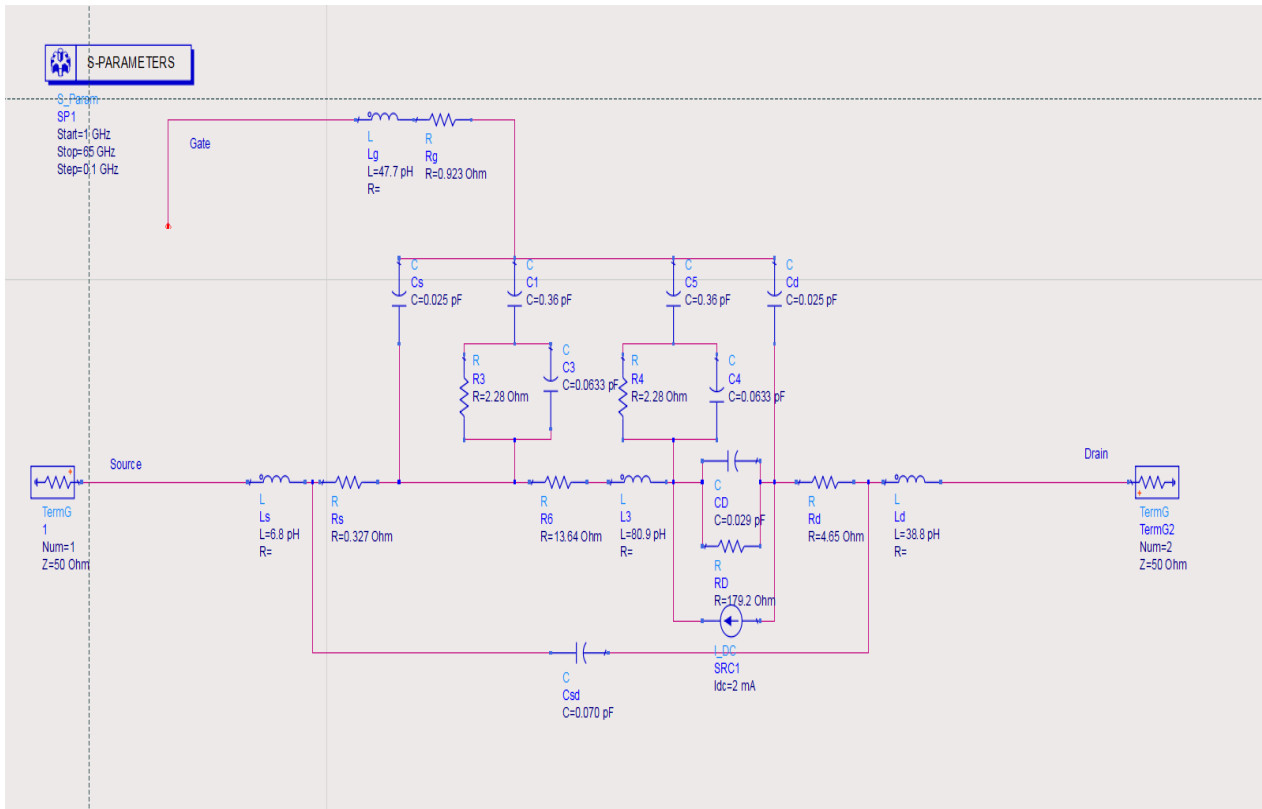 S-PARAMETERS
S_Param
SP1
Start=1 GHz
Stop=65 GHz
Step=0.1 GHz
Gate
L
Lg
L=47.7 pH
R=
R
Rg
R=0.923 Ohm
C
Cs
C=0.025 pF
C
C1
C=0.36 pF
C
C5
C=0.36 pF
C
Cd
C=0.025 pF
R
R3
R=2.28 Ohm
C
C3
C=0.0633 pF
R
R4
R=2.28 Ohm
C
C4
C=0.0633 pF
Source
Drain
TermG
1
Num=1
Z=50 Ohm
L
Ls
L=6.8 pH
R=
R
Rs
R=0.327 Ohm
R
R6
R=13.64 Ohm
L
L3
L=80.9 pH
R=
C
CD
C=0.029 pF
R
RD
R=179.2 Ohm
R
Rd
R=4.65 Ohm
L
Ld
L=38.8 pH
R=
TermG
TermG2
Num=2
Z=50 Ohm
I_DC
SRC1
Idc=2 mA
C
Csd
C=0.070 pF